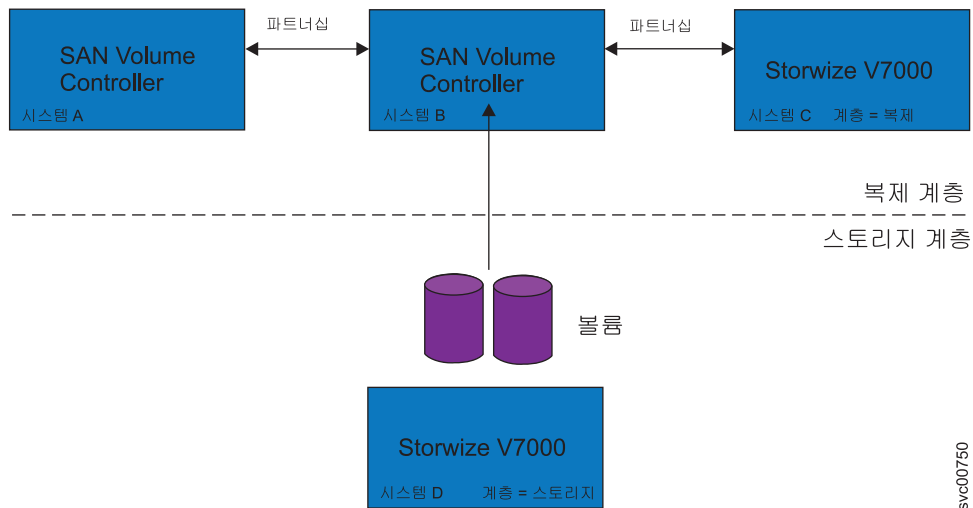 파트너십
파트너십
SAN Volume
Controller
시스템 A
SAN Volume
Controller
시스템 B
Storwize V7000
시스템 C 계층 = 복제
복제 계층
스토리지 계층
볼륨
Storwize V7000
시스템 D 계층 = 스토리지
svc00750